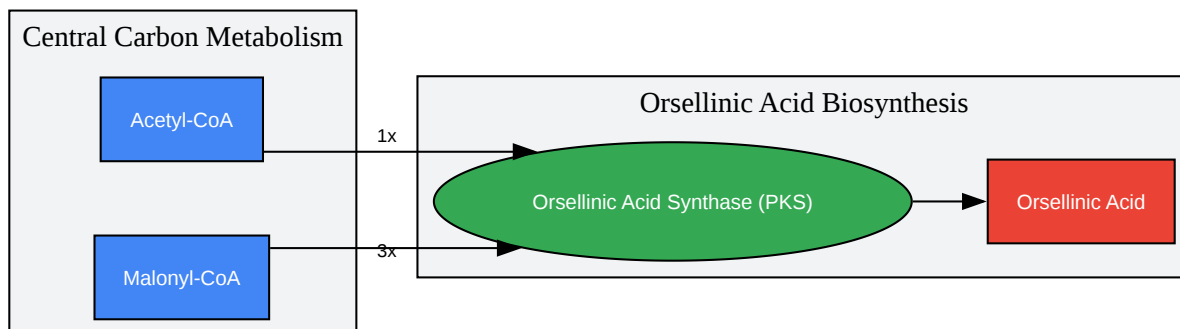 Central Carbon Metabolism
Acetyl-CoA
Malonyl-CoA
1x
3x
Orsellinic Acid Biosynthesis
Orsellinic Acid Synthase (PKS)
Orsellinic Acid